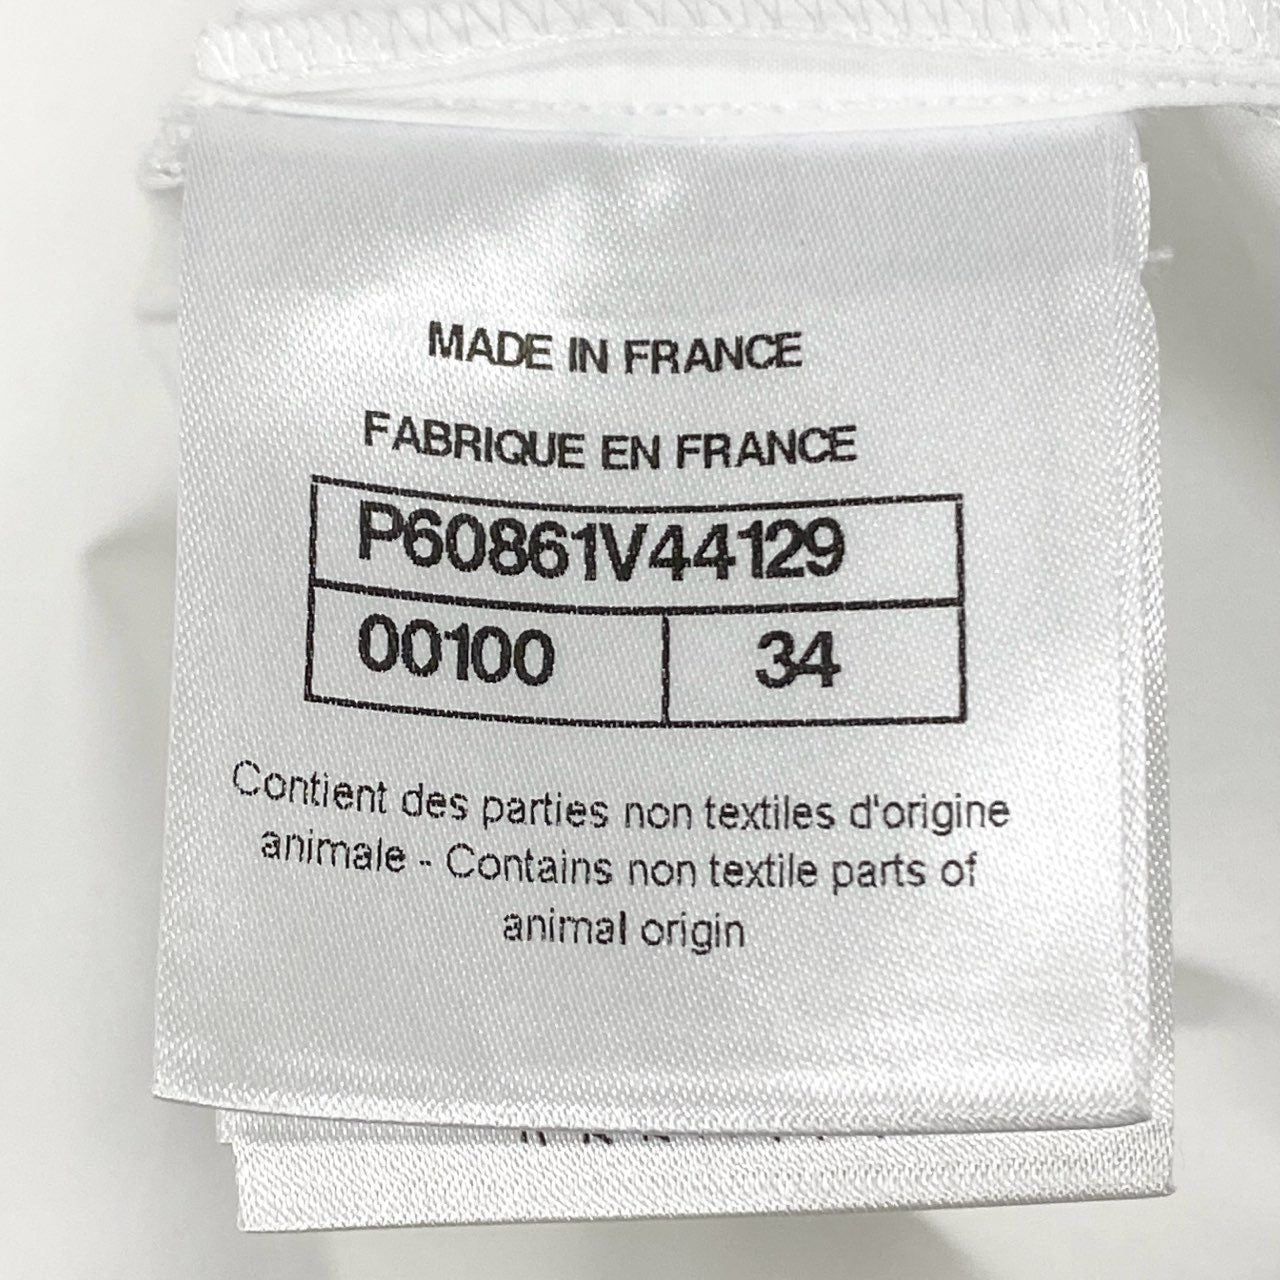 MADE IN FRANCE
FABRIQUE EN FRANCE
P60861V44129
00100 34
Contient des parties non textiles d'origine
animale - Contains non textile parts of
animal origin